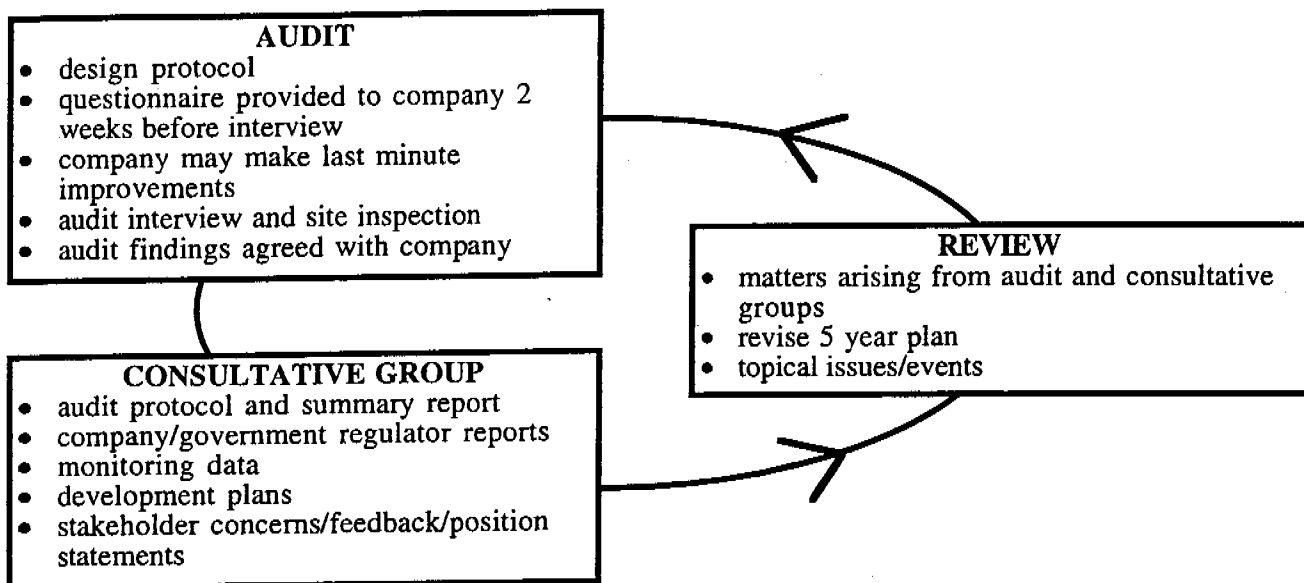 AUDIT
• design protocol
• questionnaire provided to company 2
weeks before interview
• company may make last minute
improvements
• audit interview and site inspection
• audit findings agreed with company
REVIEW
• matters arising from audit and consultative
groups
• revise 5 year plan
• topical issues/events
CONSULTATIVE GROUP
• audit protocol and summary report
• company/government regulator reports
• monitoring data
• development plans
• stakeholder concerns/feedback/position
statements